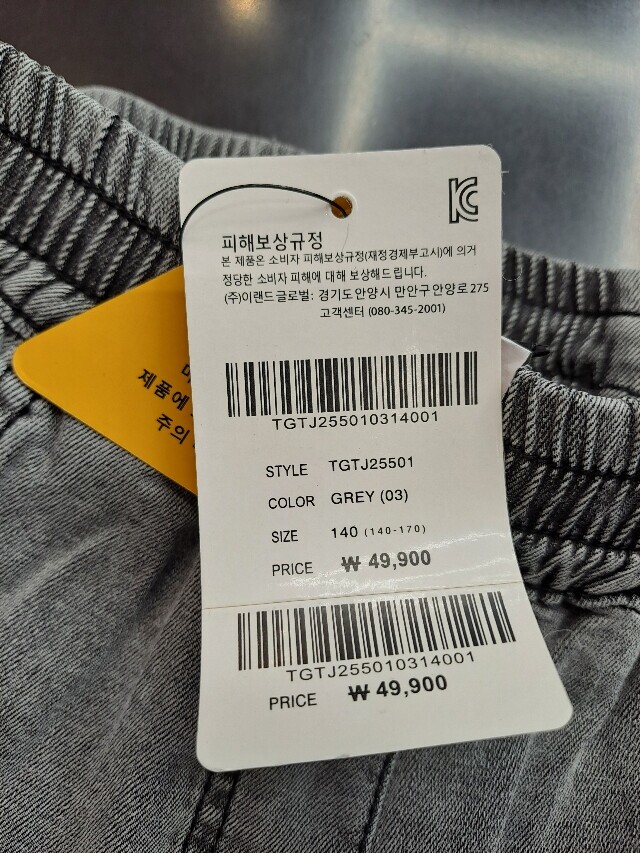 피해보상규정
본 제품은 소비자 피해보상규정(재정경제부고시)에 의거
정당한 소비자 피해에 대해 보상해드립니다.
(주)이랜드글로벌: 경기도 안양시 만안구 안양로 275
고객센터 (080-345-2001)
TGTJ255010314001
STYLE TGTJ25501
COLOR GREY (03)
SIZE 140 (140-170)
PRICE ₩ 49,900
TGTJ255010314001
PRICE ₩ 49,900
제품에
주의